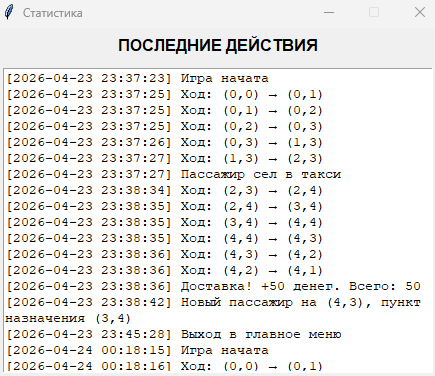 Статистика
ПОСЛЕДНИЕ ДЕЙСТВИЯ
[2026-04-23 23:37:23] Игра начата
[2026-04-23 23:37:25] Ход: (0,0) → (0,1)
[2026-04-23 23:37:25] Ход: (0,1) → (0,2)
[2026-04-23 23:37:25] Ход: (0,2) → (0,3)
[2026-04-23 23:37:26] Ход: (0,3) → (1,3)
[2026-04-23 23:37:27] Ход: (1,3) → (2,3)
[2026-04-23 23:37:27] Пассажир сел в такси
[2026-04-23 23:38:34] Ход: (2,3) → (2,4)
[2026-04-23 23:38:35] Ход: (2,4) → (3,4)
[2026-04-23 23:38:35] Ход: (3,4) → (4,4)
[2026-04-23 23:38:35] Ход: (4,4) → (4,3)
[2026-04-23 23:38:36] Ход: (4,3) → (4,2)
[2026-04-23 23:38:36] Ход: (4,2) → (4,1)
[2026-04-23 23:38:36] Доставка! +50 денег. Всего: 50
[2026-04-23 23:38:42] Новый пассажир на (4,3), пункт
назначения (3,4)
[2026-04-23 23:45:28] Выход в главное меню
[2026-04-24 00:18:15] Игра начата
[2026-04-24 00:18:16] Ход: (0,0) → (0,1)